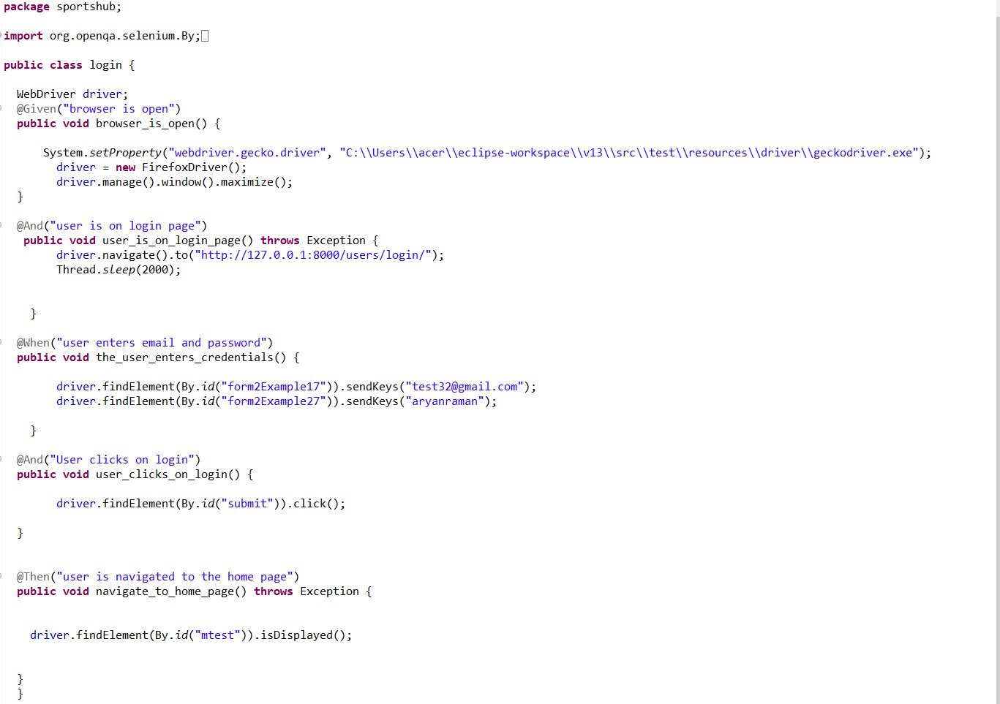 package sportshub;
import org.openqa.selenium.By;
public class login {
WebDriver driver;
@Given("browser is open")
public void browser_is_open() {
System.setProperty("webdriver.gecko.driver", "C:\\Users\\acer\\eclipse-workspace\\v13\\src\\test\\resources\\driver\\geckodriver.exe");
driver = new FirefoxDriver();
driver.manage().window().maximize();
}
@And("user is on login page")
public void user_is_on_login_page() throws Exception {
driver.navigate().to("http://127.0.0.1:8000/users/login/");
Thread.sleep(2000);
}
@When("user enters email and password")
public void the_user_enters_credentials() {
driver.findElement(By.id("form2Example17")).sendKeys("test32@gmail.com");
driver.findElement(By.id("form2Example27")).sendKeys("aryanraman");
}
@And("User clicks on login")
public void user_clicks_on_login() {
driver.findElement(By.id("submit")).click();
}
@Then("user is navigated to the home page")
public void navigate_to_home_page() throws Exception {
driver.findElement(By.id("mtest")).isDisplayed();
}
}